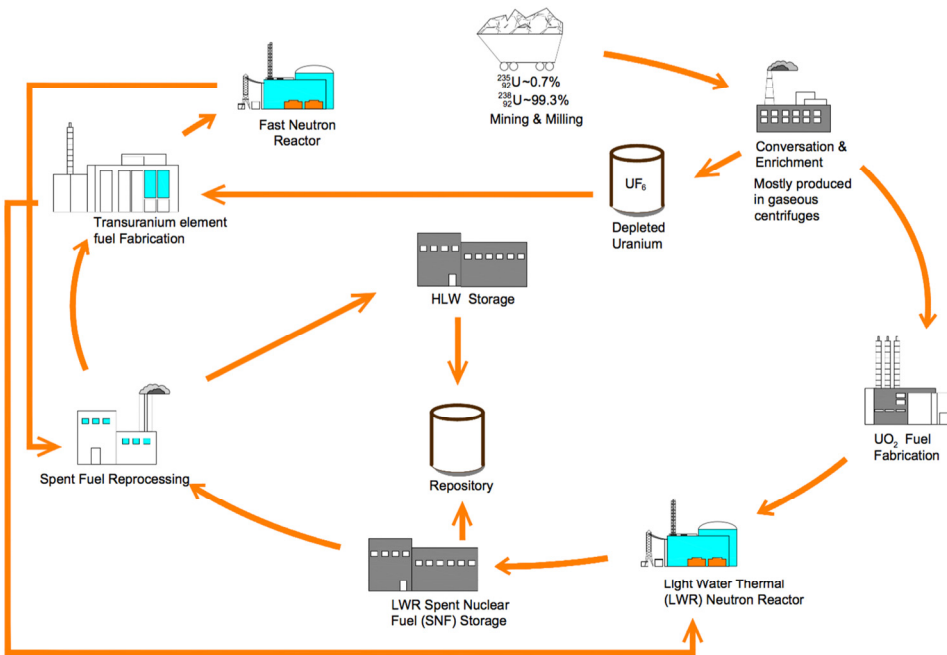 ²³⁵₉₂U~0.7%
²³⁸₉₂U~99.3%
Mining & Milling
Fast Neutron
Reactor
Conversation &
Enrichment
Mostly produced
in gaseous
centrifuges
UF₆
Depleted
Uranium
Transuranium element
fuel Fabrication
HLW Storage
UO₂ Fuel
Fabrication
Spent Fuel Reprocessing
Repository
Light Water Thermal
(LWR) Neutron Reactor
LWR Spent Nuclear
Fuel (SNF) Storage